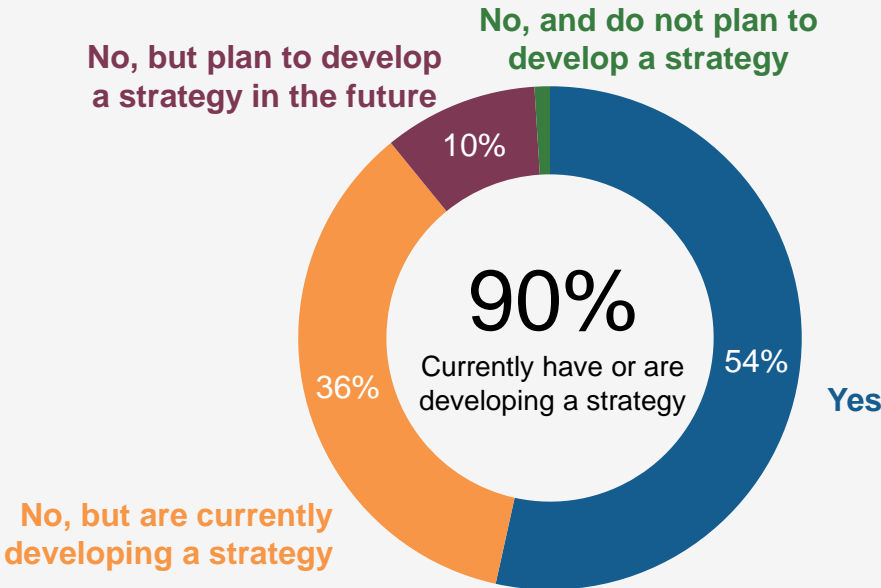 No, and do not plan to
develop a strategy
No, but plan to develop
a strategy in the future
10%
90%
Currently have or are
developing a strategy
54%
36%
Yes
No, but are currently
developing a strategy